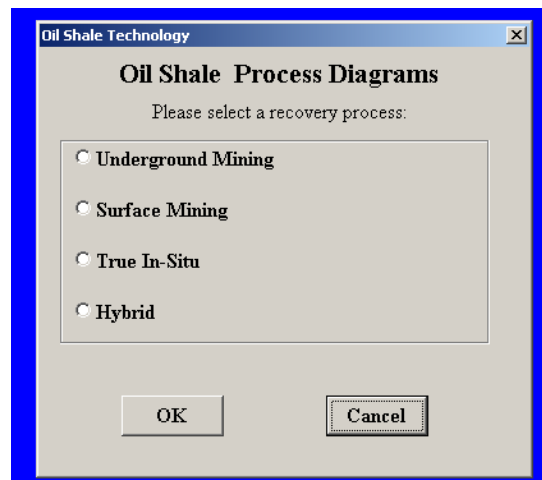 Oil Shale Technology
Oil Shale Process Diagrams
Please select a recovery process:
Underground Mining
Surface Mining
True In-Situ
Hybrid
OK Cancel